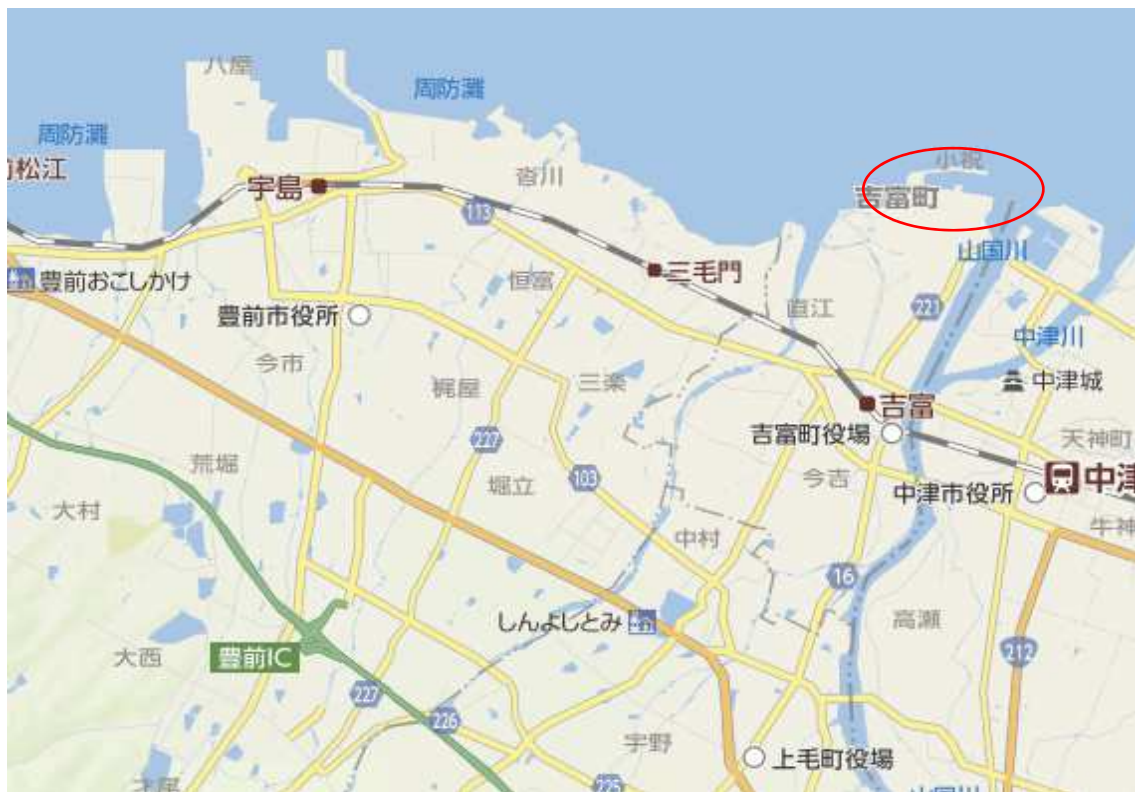 八屋
周防灘
周防灘
松江
宇島
沓川
小祝
吉富町
113
山国川
豊前おこしかけ
恒富
三毛門
直江
221
豊前市役所
中津川
今市
梶屋
三楽
中津城
吉富
吉富町役場
天神町
227
荒堀
堀立
103
今吉
中津
中津市役所
大村
中村
牛神
16
しんよしとみ
高瀬
大西
豊前IC
212
227
226
宇野
上毛町役場
225
山国川